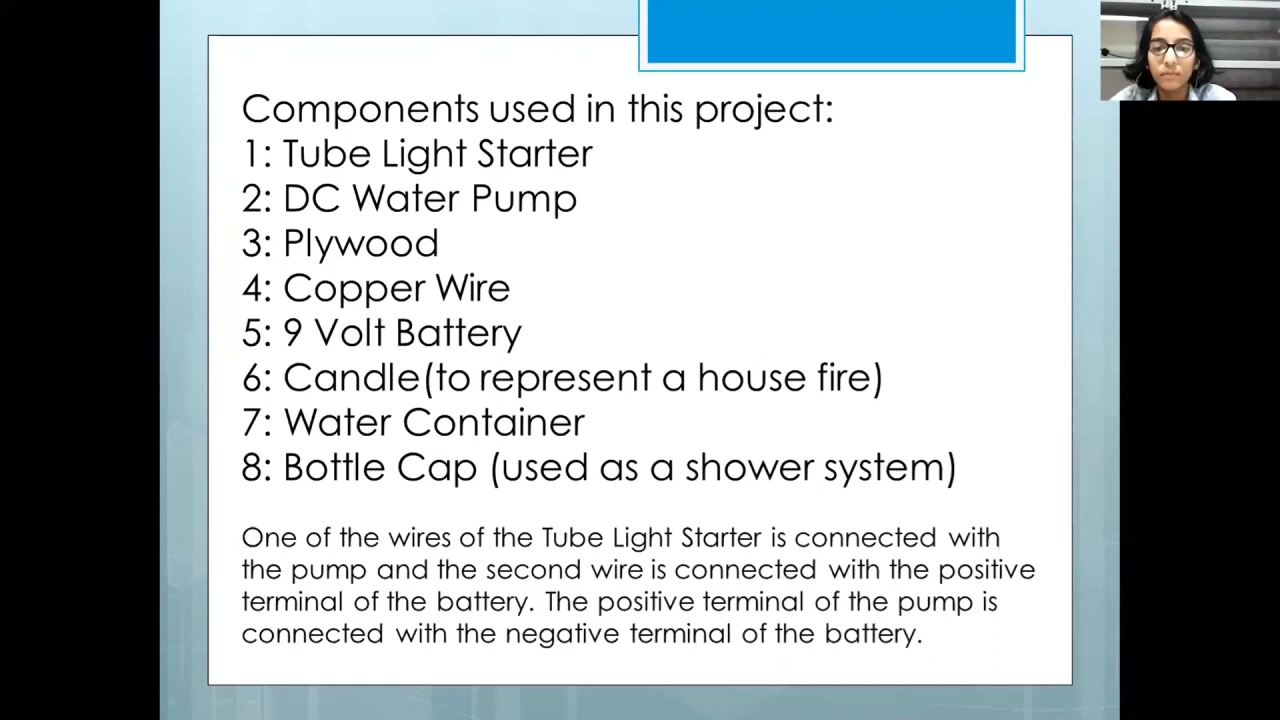 Components used in this project:
1: Tube Light Starter
2: DC Water Pump
3: Plywood
4: Copper Wire
5: 9 Volt Battery
6: Candle(to represent a house fire)
7: Water Container
8: Bottle Cap (used as a shower system)
One of the wires of the Tube Light Starter is connected with
the pump and the second wire is connected with the positive
terminal of the battery. The positive terminal of the pump is
connected with the negative terminal of the battery.